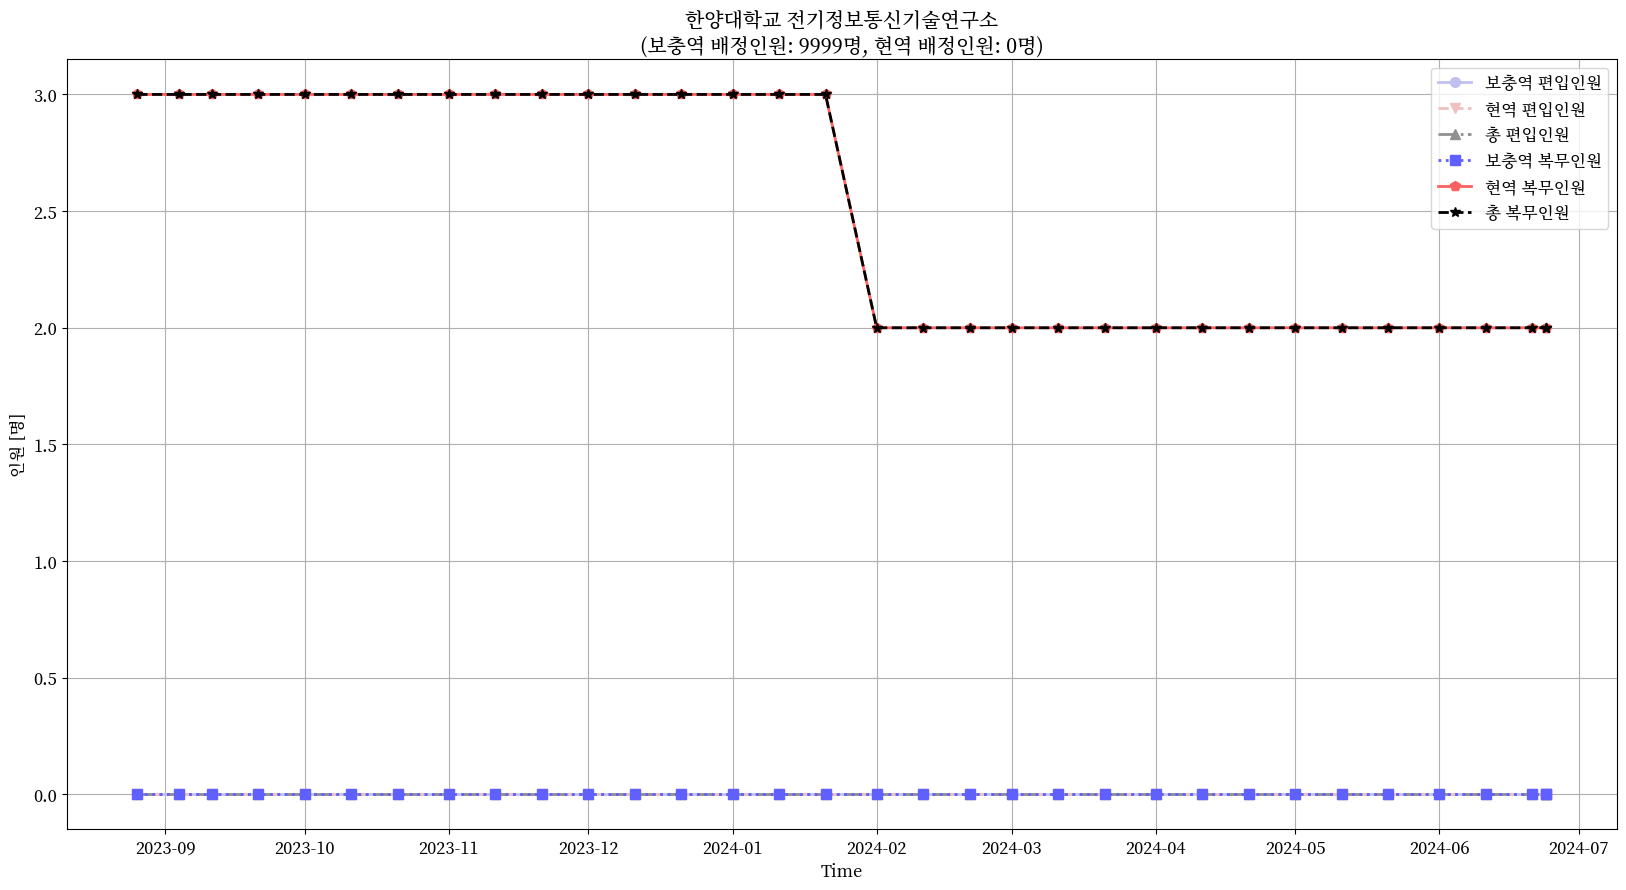 한양대학교 전기정보통신기술연구소
(보충역 배정인원: 9999명, 현역 배정인원: 0명)
보충역 편입인원
현역 편입인원
총 편입인원
보충역 복무인원
현역 복무인원
총 복무인원
인원 [명]
3.0
2.5
2.0
1.5
1.0
0.5
0.0
2023-09
2023-10
2023-11
2023-12
2024-01
2024-02
2024-03
2024-04
2024-05
2024-06
2024-07
Time